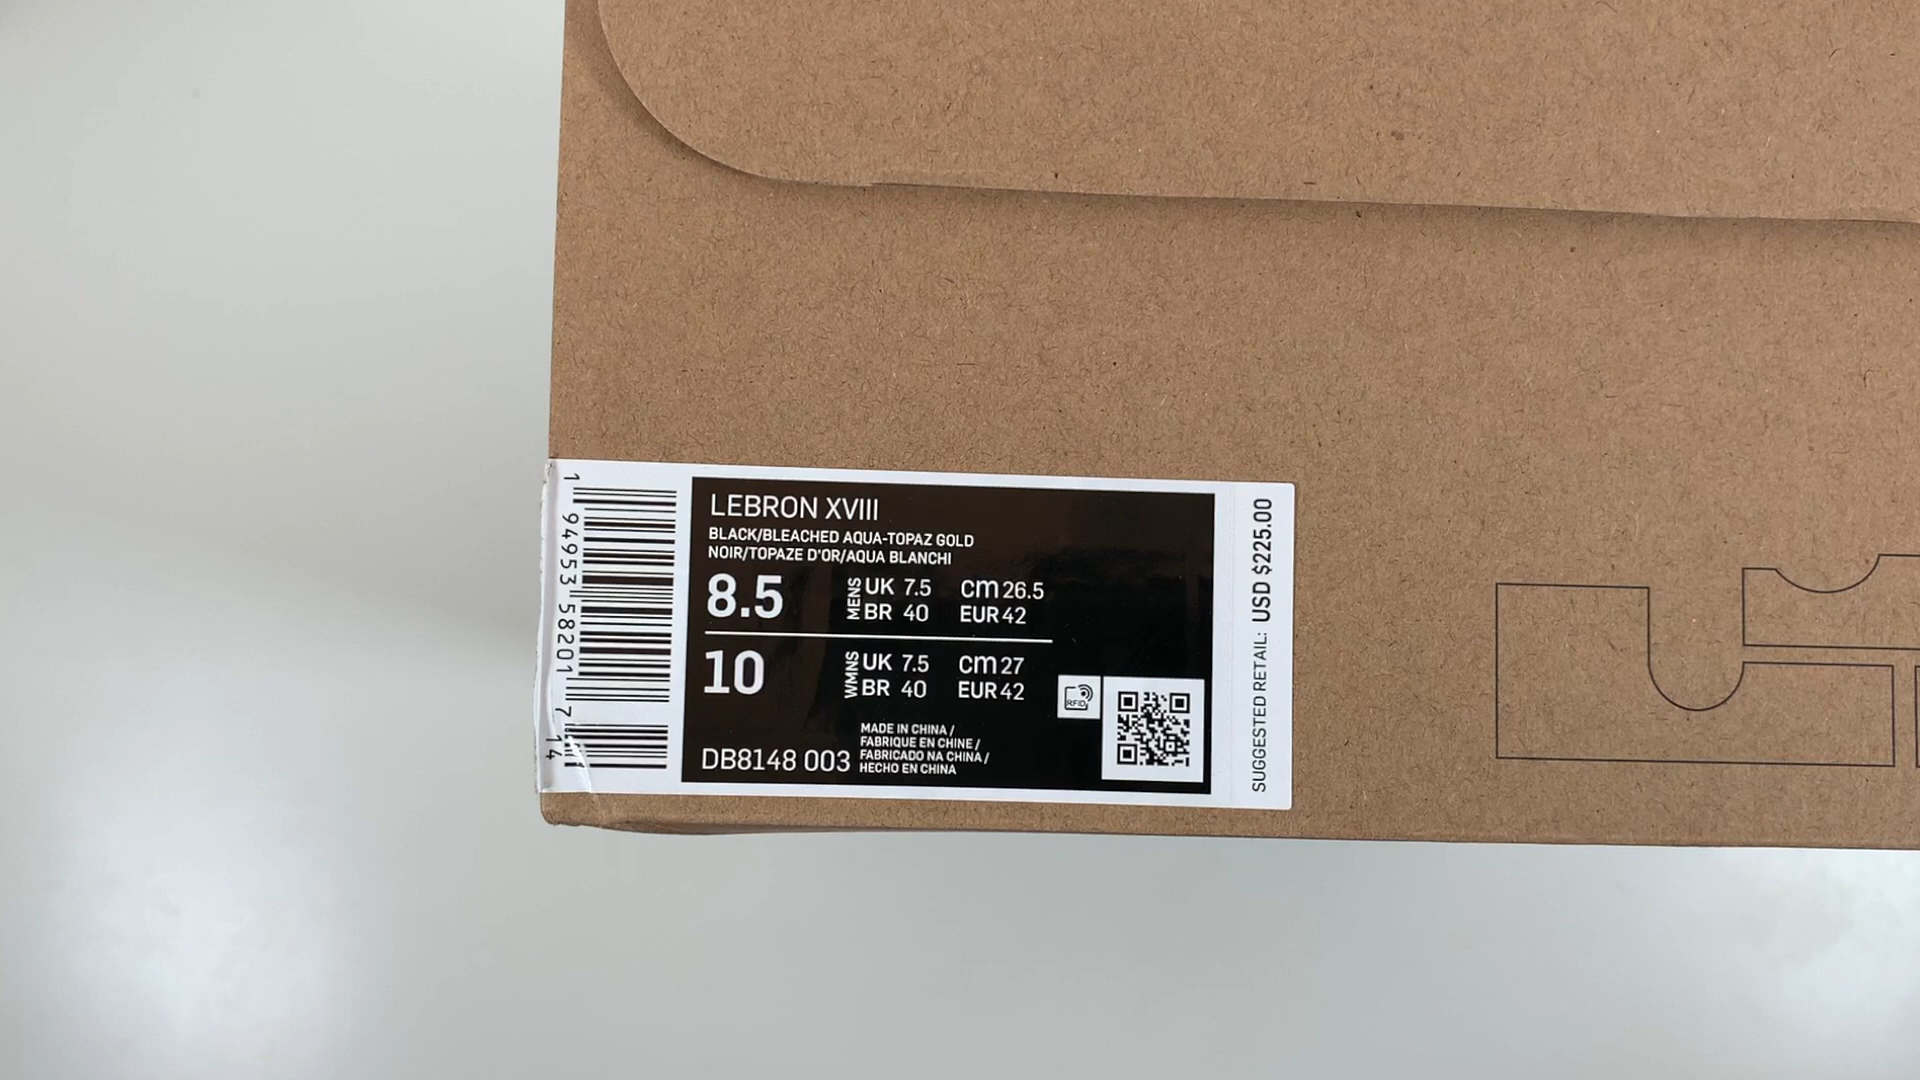 LEBRON XVIII
BLACK/BLEACHED AQUA-TOPAZ GOLD
NOIR/TOPAZE D'OR/AQUA BLANCHI
8.5 MENS UK 7.5 CM 26.5
BR 40 EUR 42
10 WMNS UK 7.5 CM 27
BR 40 EUR 42
RFID
DB8148 003
MADE IN CHINA /
FABRIQUE EN CHINE /
FABRICADO NA CHINA /
HECHO EN CHINA
1 94953 58201 7 14
SUGGESTED RETAIL: USD $225.00